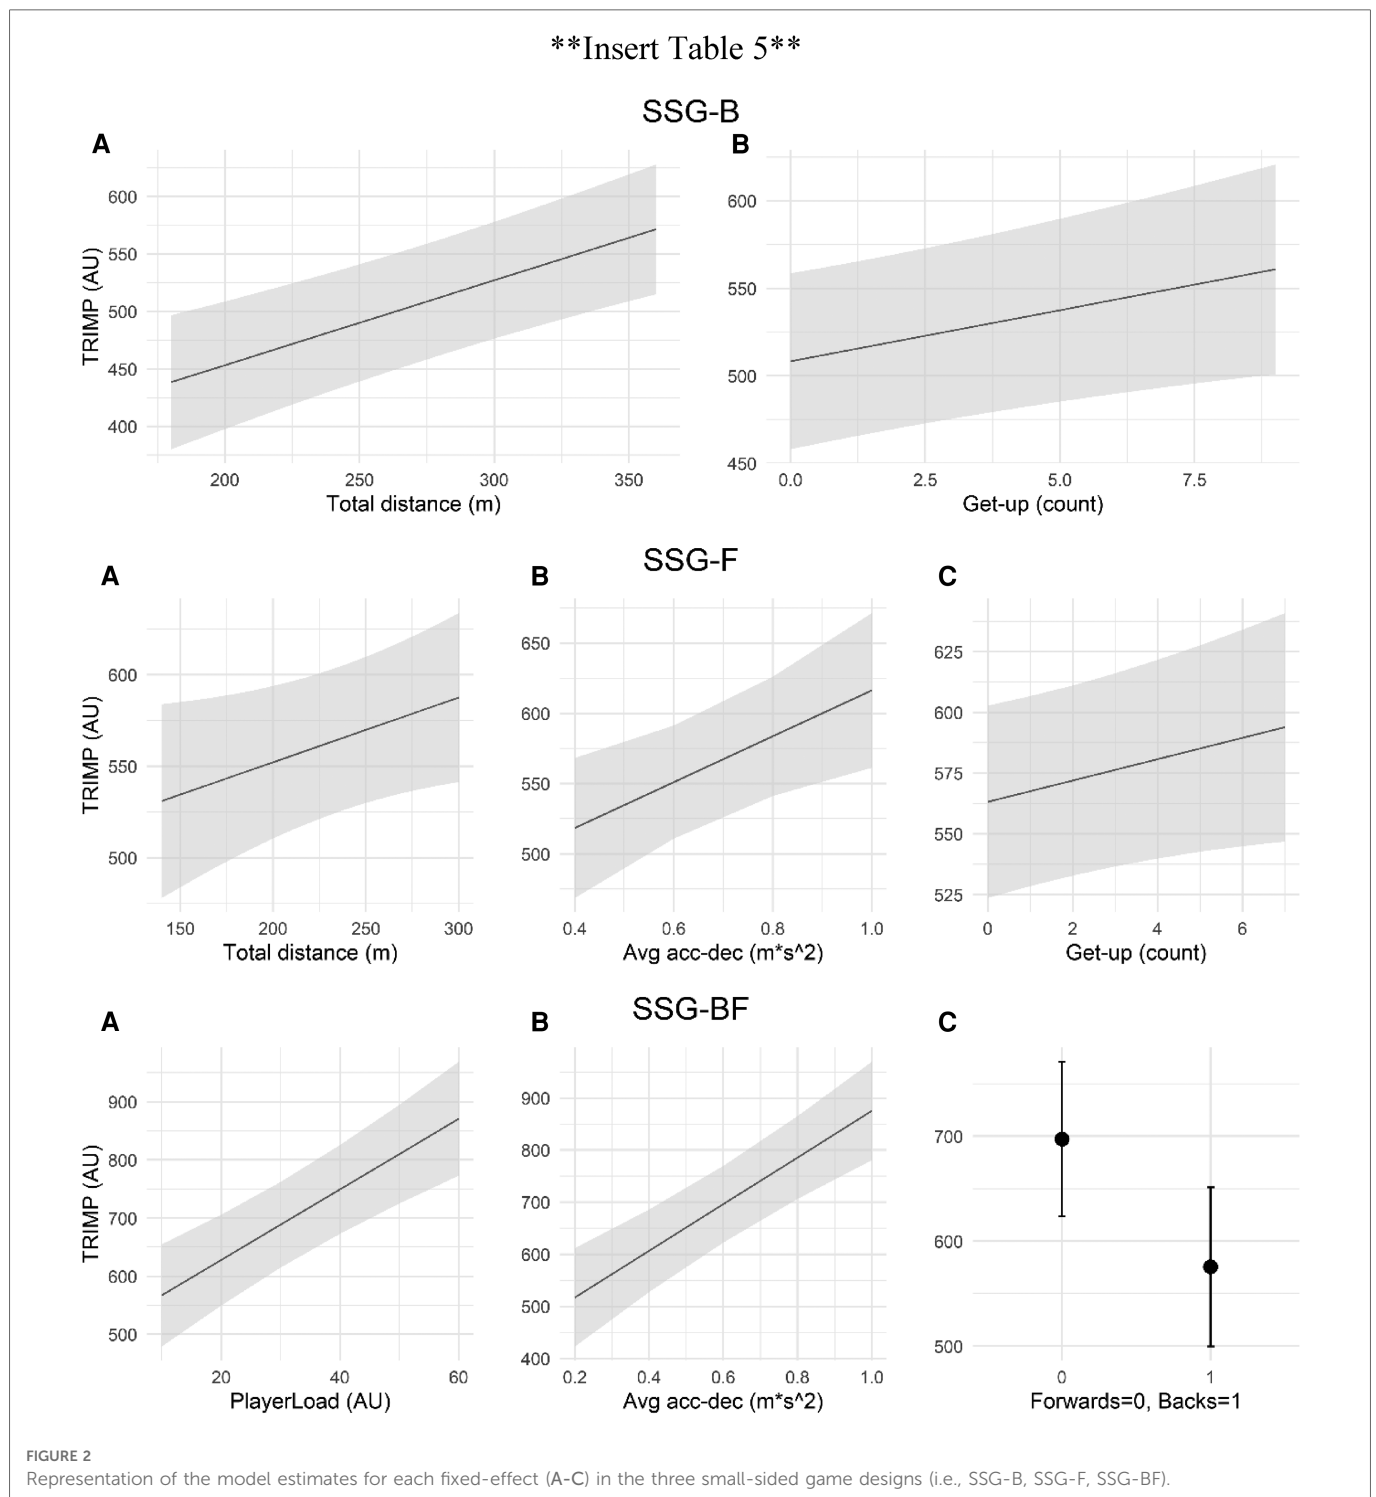 **Insert Table 5**
SSG-B
A
B
TRIMP (AU)
600
550
500
450
400
200
250
300
350
Total distance (m)
600
550
500
450
0.0
2.5
5.0
7.5
Get-up (count)
SSG-F
A
B
C
TRIMP (AU)
600
550
500
150
200
250
300
Total distance (m)
650
600
550
500
0.4
0.6
0.8
1.0
Avg acc-dec (m*s^2)
625
600
575
550
525
0
2
4
6
Get-up (count)
SSG-BF
A
B
C
TRIMP (AU)
900
800
700
600
500
20
40
60
PlayerLoad (AU)
900
800
700
600
500
400
0.2
0.4
0.6
0.8
1.0
Avg acc-dec (m*s^2)
700
600
500
0
1
Forwards=0, Backs=1
FIGURE 2
Representation of the model estimates for each fixed-effect (A-C) in the three small-sided game designs (i.e., SSG-B, SSG-F, SSG-BF).